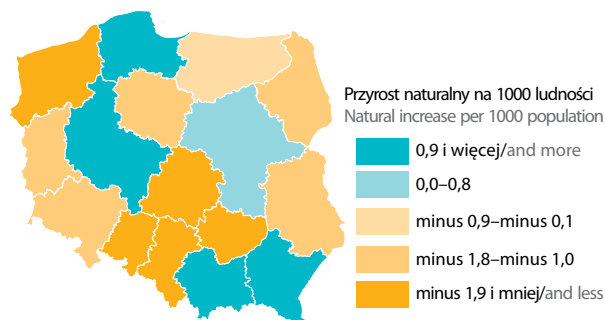 Przyrost naturalny na 1000 ludności
Natural increase per 1000 population
0,9 i więcej/and more
0,0–0,8
minus 0,9–minus 0,1
minus 1,8–minus 1,0
minus 1,9 i mniej/and less